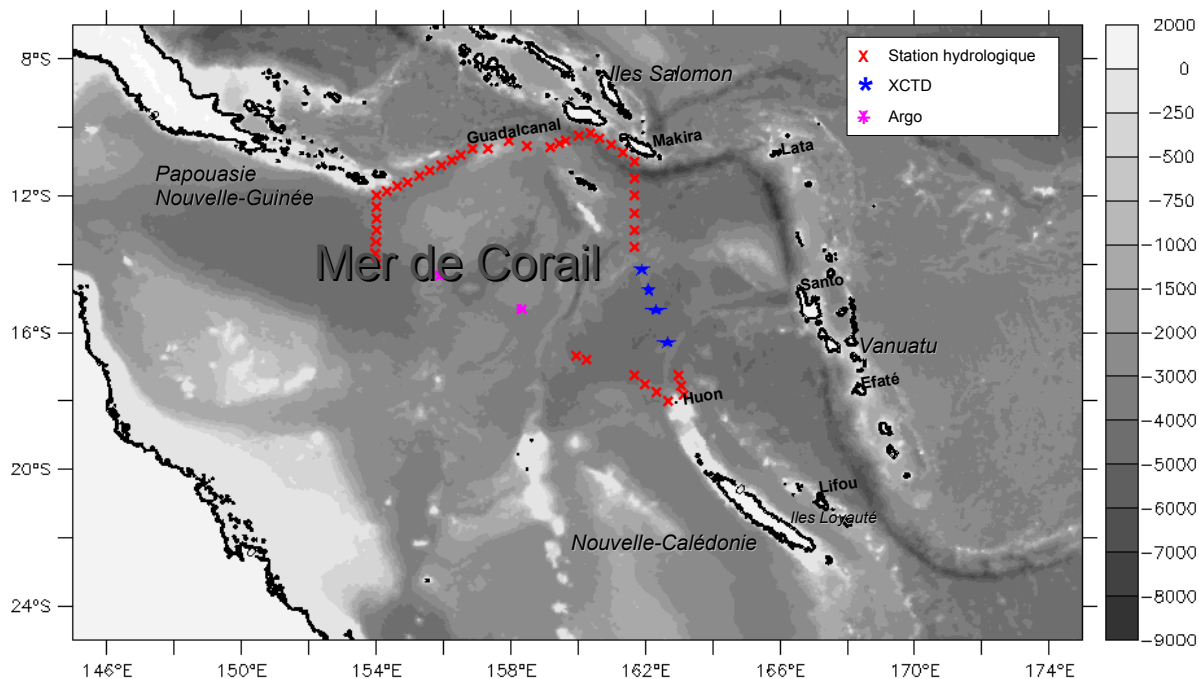 8°S
12°S
16°S
20°S
24°S
146°E
150°E
154°E
158°E
162°E
166°E
170°E
174°E
Station hydrologique
XCTD
Argo
Iles Salomon
Guadalcanal
Makira
Lata
Papouasie
Nouvelle-Guinée
Mer de Corail
Santo
Vanuatu
Efaté
Huon
Lifou
Iles Loyauté
Nouvelle-Calédonie
2000
0
-250
-500
-750
-1000
-1500
-2000
-3000
-4000
-5000
-6000
-7000
-8000
-9000